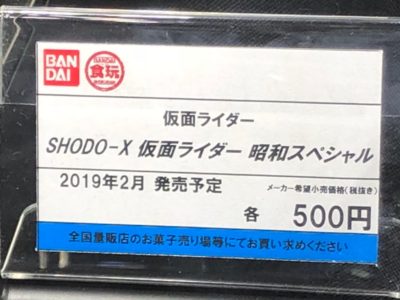 BAN
DAI
BANDAI
食玩
仮面ライダー
SHODO-X 仮面ライダー 昭和スペシャル
2019年2月 発売予定
メーカー希望小売価格(税抜き)
各 500円
全国量販店のお菓子売り場等にてお買い求めください